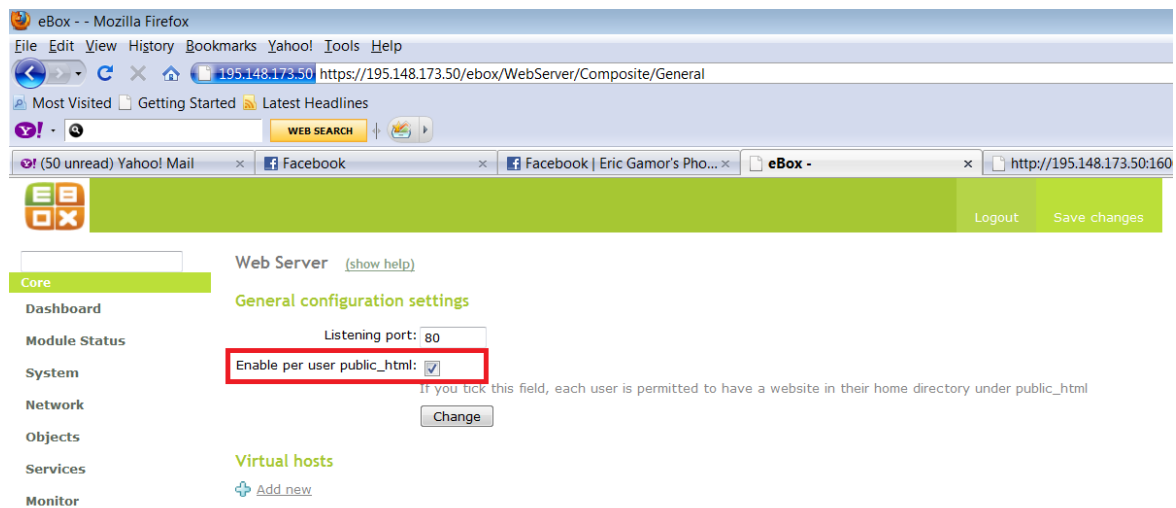 eBox - - Mozilla Firefox
File Edit View History Bookmarks Yahoo! Tools Help
195.148.173.50 https://195.148.173.50/ebox/WebServer/Composite/General
Most Visited Getting Started Latest Headlines
Y! WEB SEARCH
Y! (50 unread) Yahoo! Mail × Facebook × Facebook | Eric Gamor's Pho... × eBox - × http://195.148.173.50:160
EBOX
Logout Save changes
Web Server (show help)
Core
General configuration settings
Dashboard
Listening port: 80
Module Status
Enable per user public_html:
System
If you tick this field, each user is permitted to have a website in their home directory under public_html
Network
Change
Objects
Virtual hosts
Services
Add new
Monitor